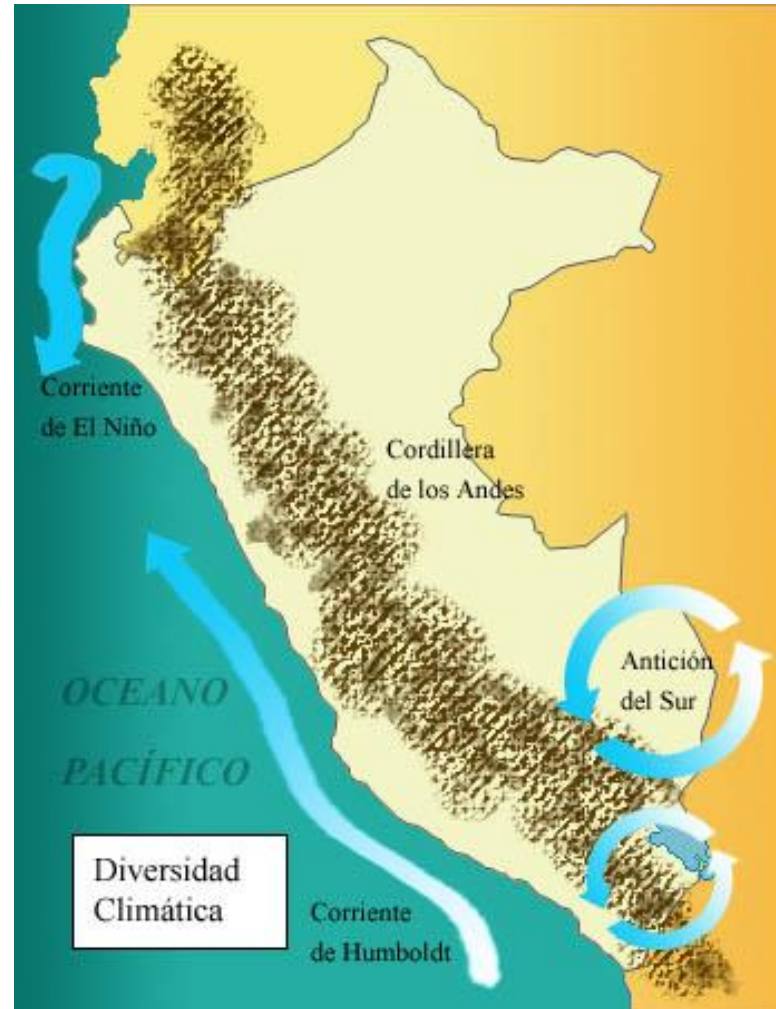 Corriente
de El Niño
Cordillera
de los Andes
Antición
del Sur
OCEANO
PACÍFICO
Diversidad
Climática
Corriente
de Humboldt